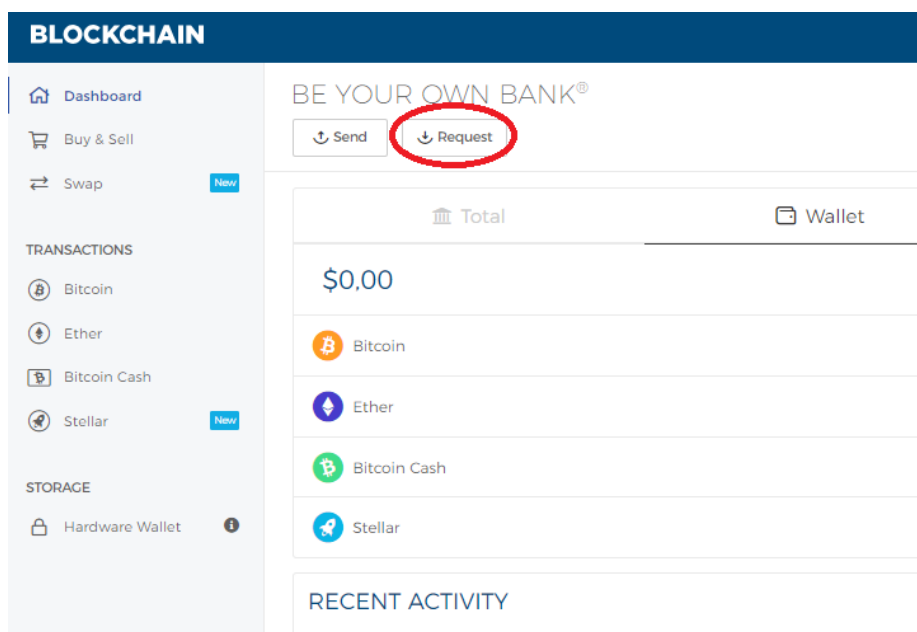 BLOCKCHAIN
Dashboard
Buy & Sell
Swap New
TRANSACTIONS
Bitcoin
Ether
Bitcoin Cash
Stellar New
STORAGE
Hardware Wallet
BE YOUR OWN BANK®
Send Request
Total Wallet
$0,00
Bitcoin
Ether
Bitcoin Cash
Stellar
RECENT ACTIVITY